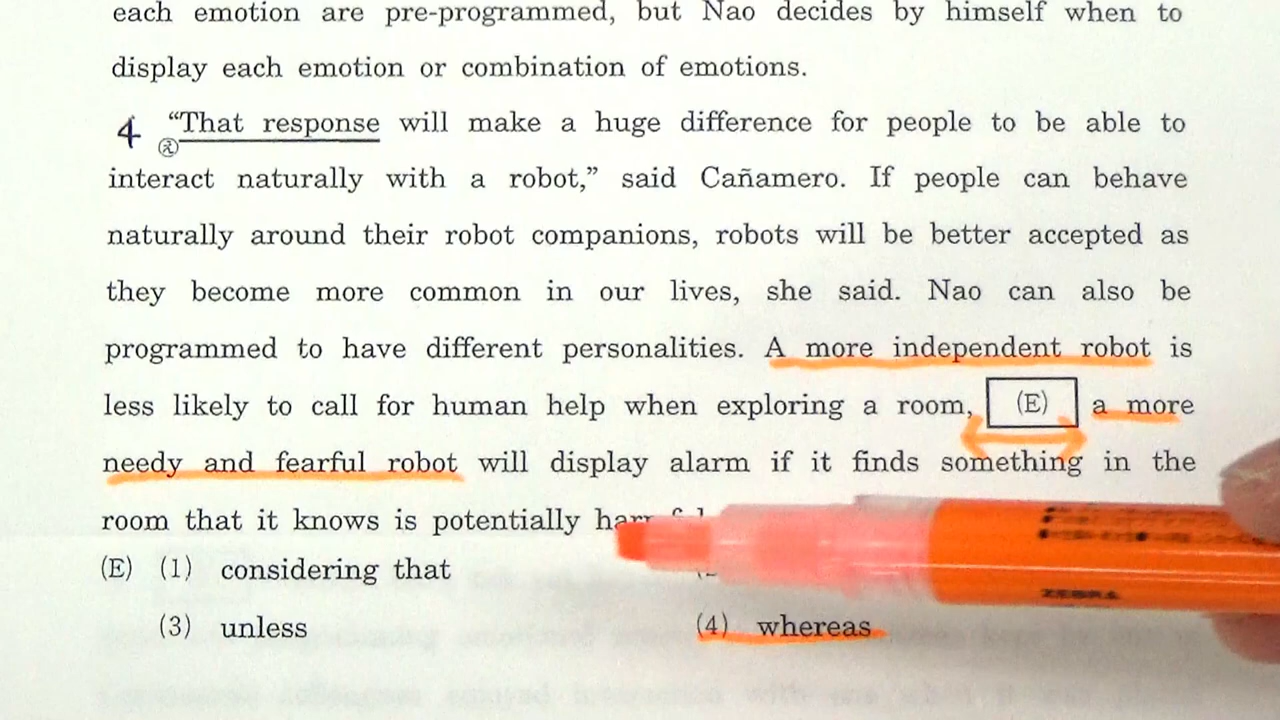 each emotion are pre-programmed, but Nao decides by himself when to
display each emotion or combination of emotions.
4 “That response will make a huge difference for people to be able to
(え)
interact naturally with a robot,” said Cañamero. If people can behave
naturally around their robot companions, robots will be better accepted as
they become more common in our lives, she said. Nao can also be
programmed to have different personalities. A more independent robot is
less likely to call for human help when exploring a room, (E) a more
needy and fearful robot will display alarm if it finds something in the
room that it knows is potentially
(E) (1) considering that
(3) unless (4) whereas
ZEBRA